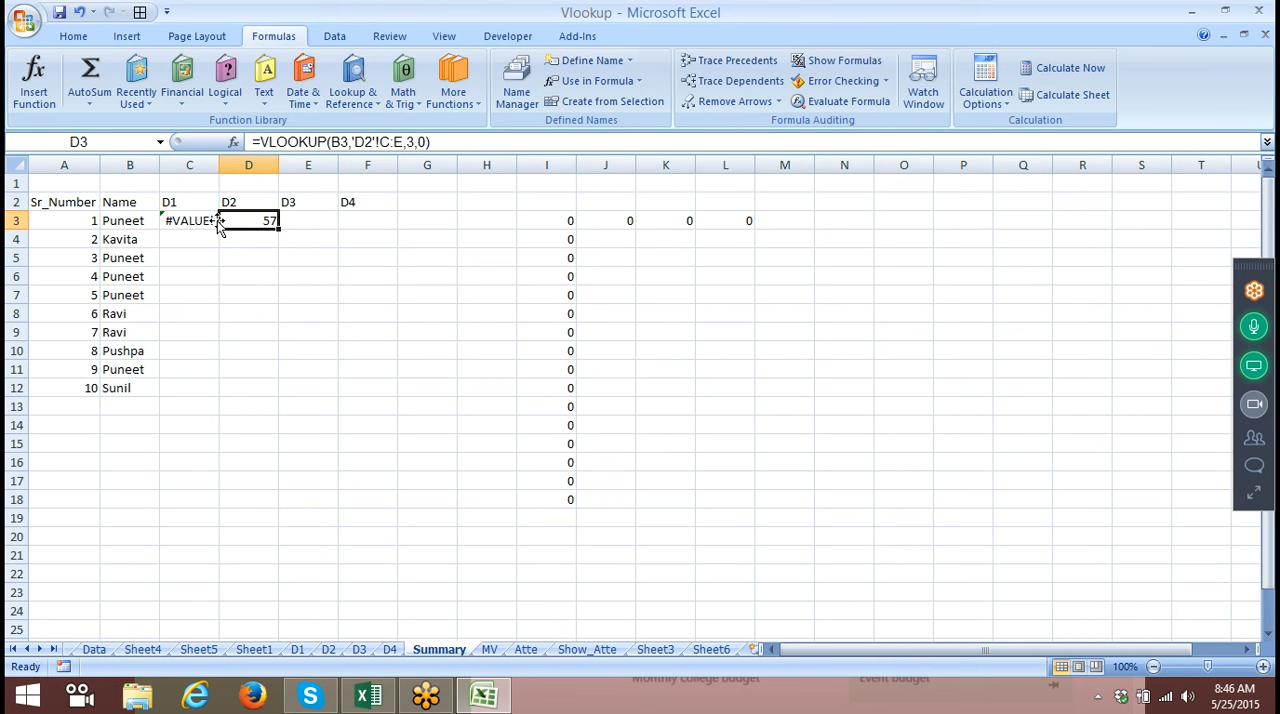 Vlookup - Microsoft Excel
Home Insert Page Layout Formulas Data Review View Developer Add-Ins
fx Insert Function
Σ AutoSum
Recently Used
Financial
? Logical
A Text
Date & Time
Lookup & Reference
θ Math & Trig
More Functions
Function Library
Name Manager
Define Name
Use in Formula
Create from Selection
Defined Names
Trace Precedents
Trace Dependents
Remove Arrows
Show Formulas
Error Checking
Evaluate Formula
Formula Auditing
Watch Window
Calculation Options
Calculate Now
Calculate Sheet
Calculation
D3 fx =VLOOKUP(B3,'D2'!C:E,3,0)
A B C D E F G H I J K L M N O P Q R S T U
1
2 Sr_Number Name D1 D2 D3 D4
3 1 Puneet #VALUE 57 0 0 0 0
4 2 Kavita 0
5 3 Puneet 0
6 4 Puneet 0
7 5 Puneet 0
8 6 Ravi 0
9 7 Ravi 0
10 8 Pushpa 0
11 9 Puneet 0
12 10 Sunil 0
13 0
14 0
15 0
16 0
17 0
18 0
19
20
21
22
23
24
25
Data Sheet4 Sheet5 Sheet1 D1 D2 D3 D4 Summary MV Atte Show_Atte Sheet3 Sheet6
Ready 100%
Monthly college budget Event budget
8:46 AM
5/25/2015